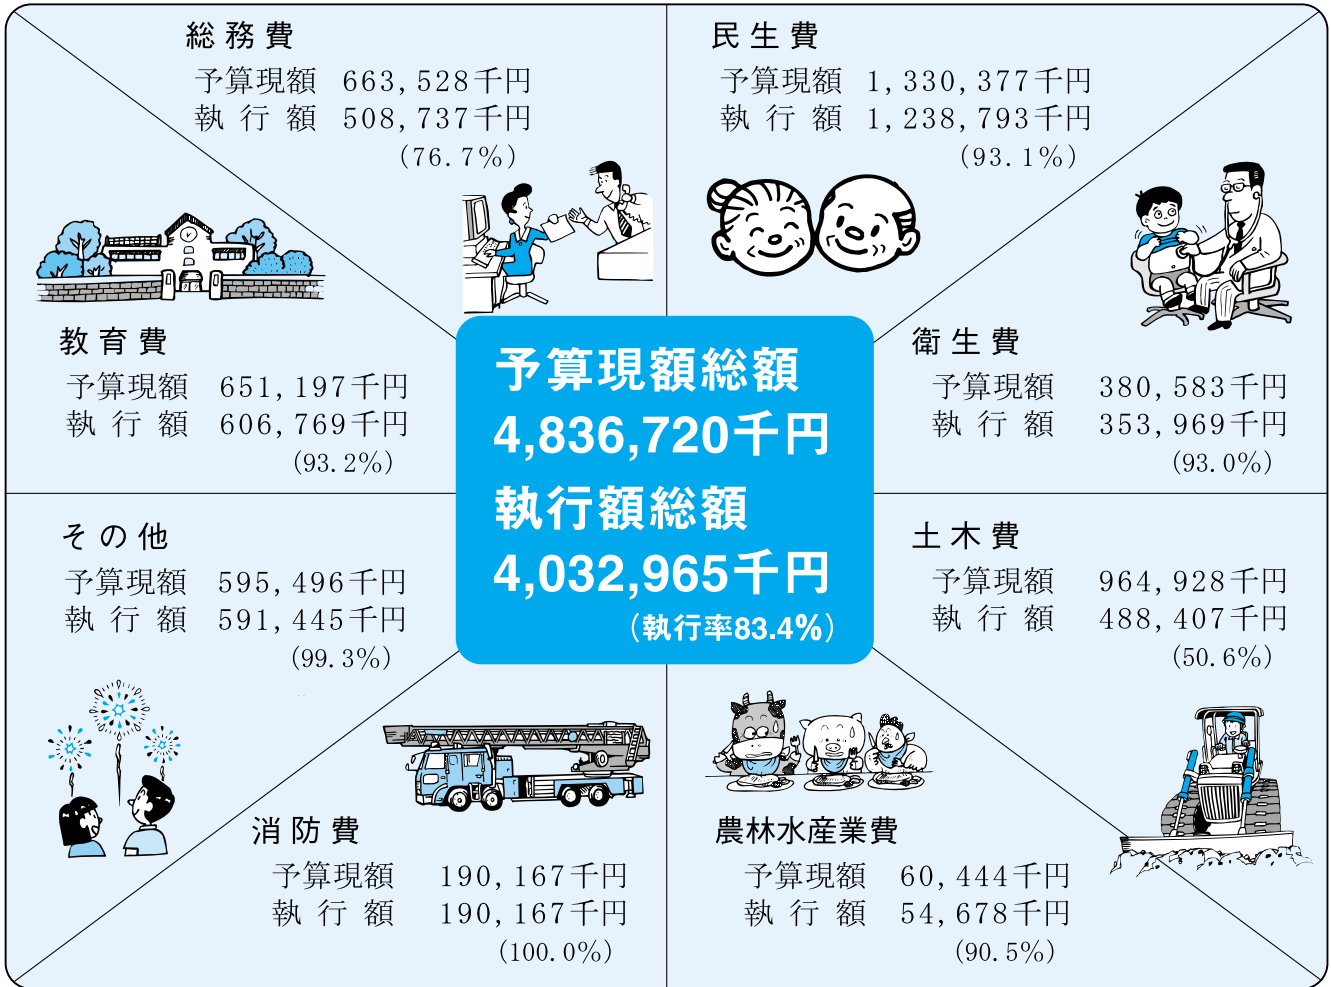 総務費
予算現額 663,528千円
執行額 508,737千円
(76.7%)
民生費
予算現額 1,330,377千円
執行額 1,238,793千円
(93.1%)
教育費
予算現額 651,197千円
執行額 606,769千円
(93.2%)
予算現額総額
4,836,720千円
執行額総額
4,032,965千円
(執行率83.4%)
衛生費
予算現額 380,583千円
執行額 353,969千円
(93.0%)
その他
予算現額 595,496千円
執行額 591,445千円
(99.3%)
土木費
予算現額 964,928千円
執行額 488,407千円
(50.6%)
消防費
予算現額 190,167千円
執行額 190,167千円
(100.0%)
農林水産業費
予算現額 60,444千円
執行額 54,678千円
(90.5%)